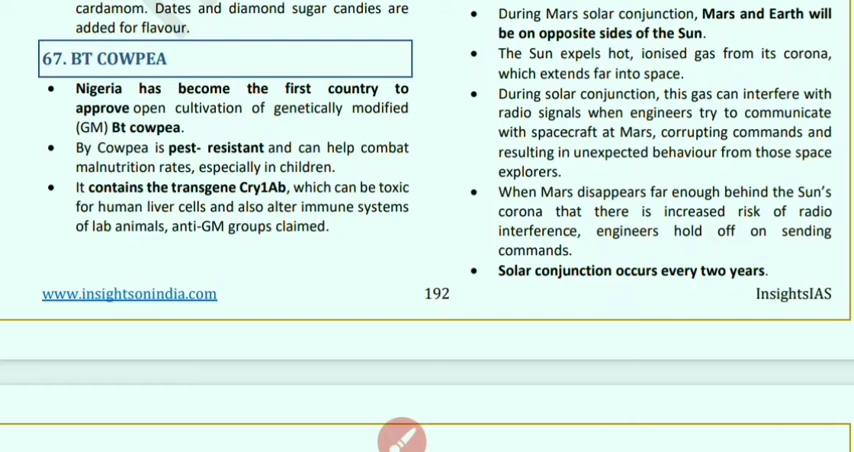 cardamom. Dates and diamond sugar candies are
added for flavour.
67. BT COWPEA
• Nigeria has become the first country to
approve open cultivation of genetically modified
(GM) Bt cowpea.
• By Cowpea is pest- resistant and can help combat
malnutrition rates, especially in children.
• It contains the transgene Cry1Ab, which can be toxic
for human liver cells and also alter immune systems
of lab animals, anti-GM groups claimed.
• During Mars solar conjunction, Mars and Earth will
be on opposite sides of the Sun.
• The Sun expels hot, ionised gas from its corona,
which extends far into space.
• During solar conjunction, this gas can interfere with
radio signals when engineers try to communicate
with spacecraft at Mars, corrupting commands and
resulting in unexpected behaviour from those space
explorers.
• When Mars disappears far enough behind the Sun's
corona that there is increased risk of radio
interference, engineers hold off on sending
commands.
• Solar conjunction occurs every two years.
www.insightsonindia.com
192
InsightsIAS